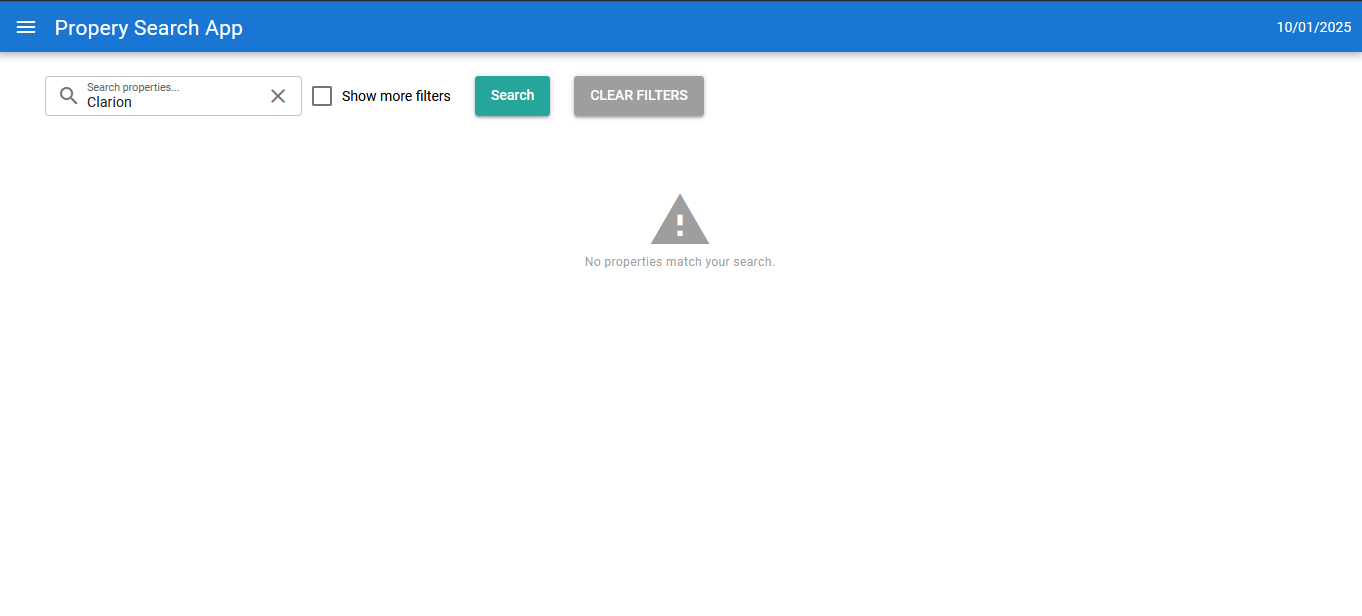 Propery Search App
10/01/2025
Search properties...
Clarion
Show more filters
Search
CLEAR FILTERS
No properties match your search.